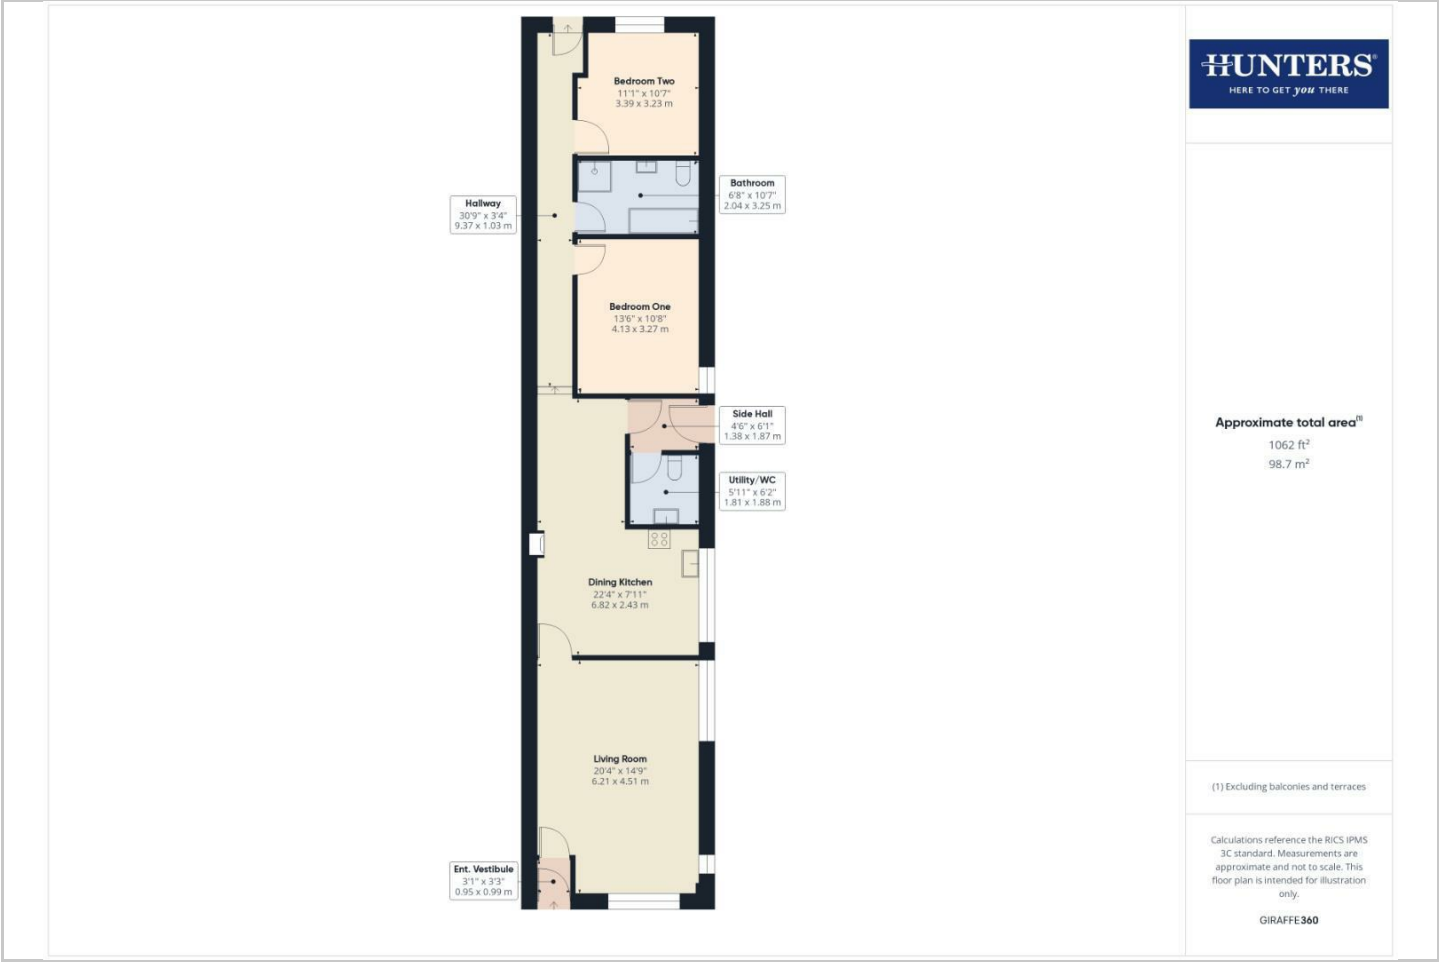 Bedroom Two
11'1" x 10'7"
3.39 x 3.23 m
Bathroom
6'8" x 10'7"
2.04 x 3.25 m
Hallway
30'9" x 3'4"
9.37 x 1.03 m
Bedroom One
13'6" x 10'8"
4.13 x 3.27 m
Side Hall
4'6" x 6'1"
1.38 x 1.87 m
Utility/WC
5'11" x 6'2"
1.81 x 1.88 m
Dining Kitchen
22'4" x 7'11"
6.82 x 2.43 m
Living Room
20'4" x 14'9"
6.21 x 4.51 m
Ent. Vestibule
3'1" x 3'3"
0.95 x 0.99 m
HUNTERS®
HERE TO GET you THERE
Approximate total area(1)
1062 ft²
98.7 m²
(1) Excluding balconies and terraces
Calculations reference the RICS IPMS
3C standard. Measurements are
approximate and not to scale. This
floor plan is intended for illustration
only.
GIRAFFE360